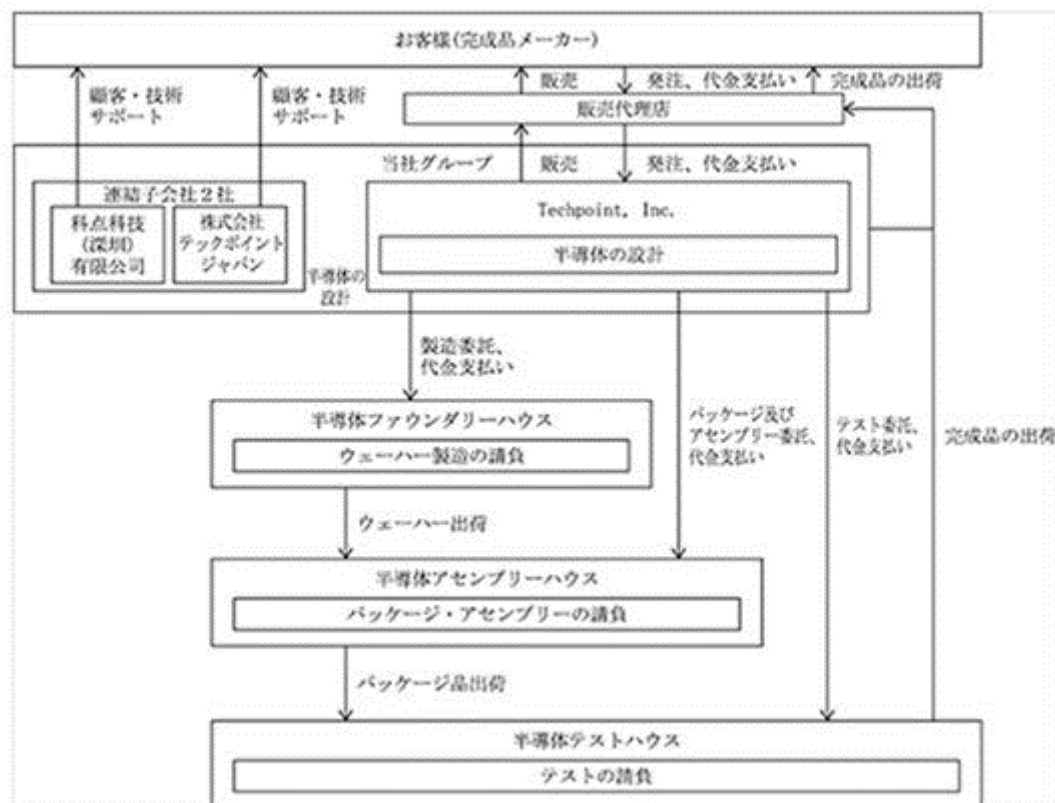 お客様(完成品メーカー)
顧客・技術
サポート
顧客・技術
サポート
販売
発注、代金支払い
完成品の出荷
販売代理店
当社グループ
販売
発注、代金支払い
連結子会社2社
科点科技
(深圳)
有限公司
株式会社
テックポイント
ジャパン
半導体の
設計
Techpoint, Inc.
半導体の設計
製造委託、
代金支払い
パッケージ及び
アセンブリー委託、
代金支払い
テスト委託、
代金支払い
完成品の出荷
半導体ファウンダリーハウス
ウェーハー製造の請負
ウェーハー出荷
半導体アセンブリーハウス
パッケージ・アセンブリーの請負
パッケージ品出荷
半導体テストハウス
テストの請負